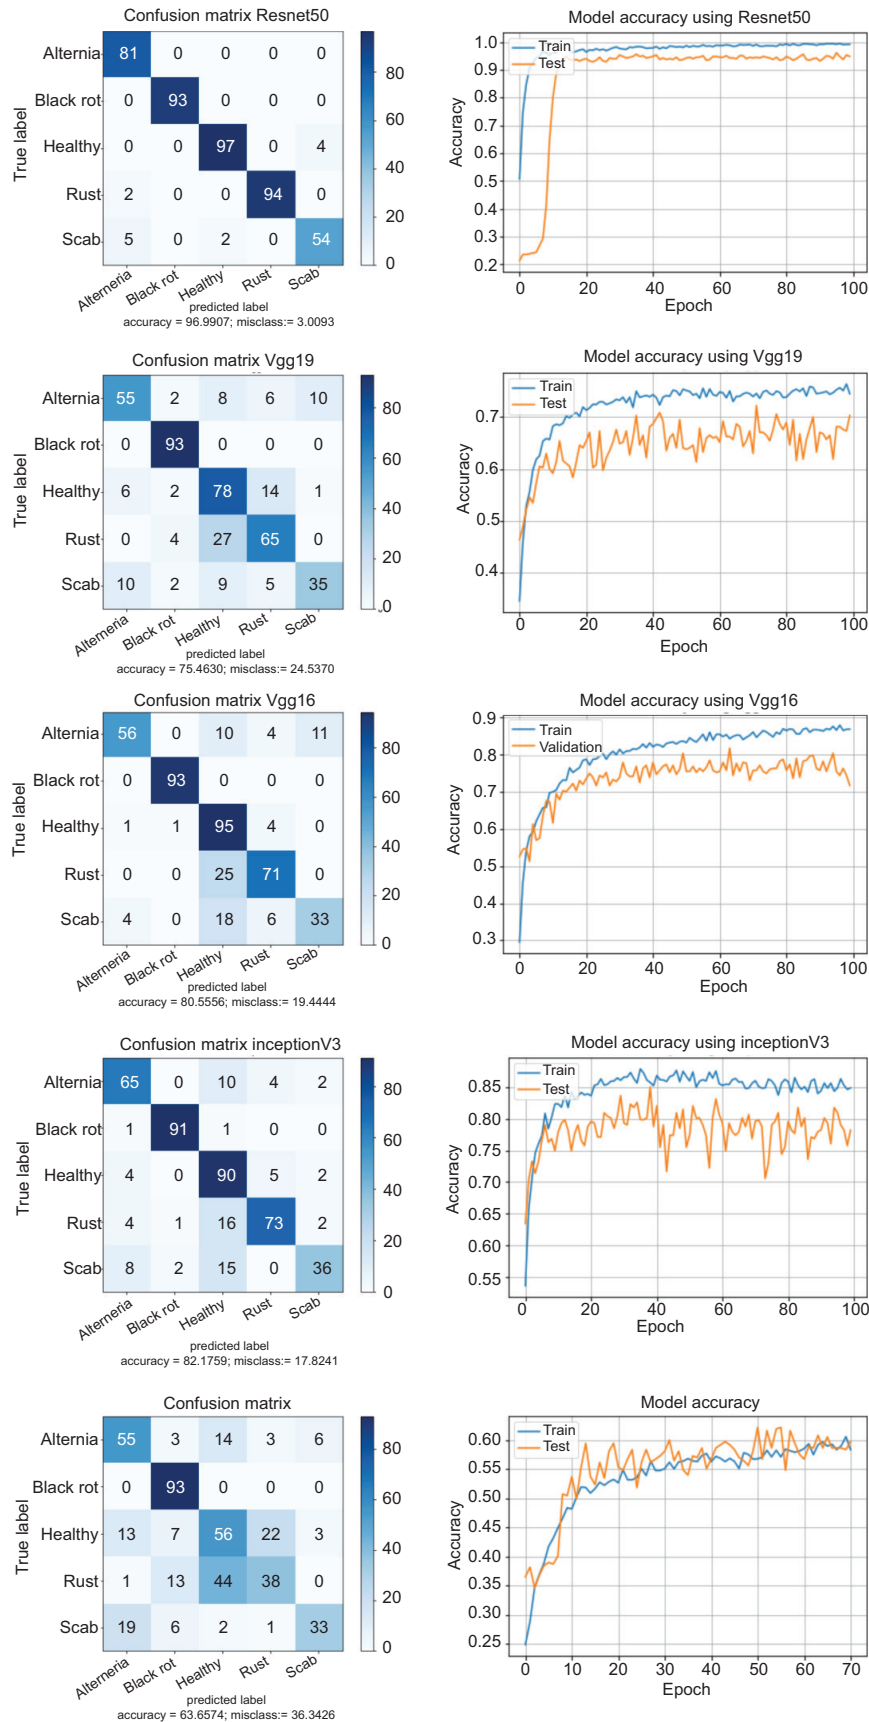 Confusion matrix Resnet50
True label
Alternia 81 0 0 0 0
Black rot 0 93 0 0 0
Healthy 0 0 97 0 4
Rust 2 0 0 94 0
Scab 5 0 2 0 54
Alterneria Black rot Healthy Rust Scab
80
60
40
20
0
predicted label
accuracy = 96.9907; misclass:= 3.0093
Model accuracy using Resnet50
Train
Test
Accuracy
1.0
0.9
0.8
0.7
0.6
0.5
0.4
0.3
0.2
0 20 40 60 80 100
Epoch
Confusion matrix Vgg19
True label
Alternia 55 2 8 6 10
Black rot 0 93 0 0 0
Healthy 6 2 78 14 1
Rust 0 4 27 65 0
Scab 10 2 9 5 35
Alterneria Black rot Healthy Rust Scab
80
60
40
20
.0
predicted label
accuracy = 75.4630; misclass:= 24.5370
Model accuracy using Vgg19
Train
Test
Accuracy
0.7
0.6
0.5
0.4
0 20 40 60 80 100
Epoch
Confusion matrix Vgg16
True label
Alternia 56 0 10 4 11
Black rot 0 93 0 0 0
Healthy 1 1 95 4 0
Rust 0 0 25 71 0
Scab 4 0 18 6 33
Alterneria Black rot Healthy Rust Scab
80
60
40
20
0
predicted label
accuracy = 80.5556; misclass:= 19.4444
Model accuracy using Vgg16
Train
Validation
Accuracy
0.9
0.8
0.7
0.6
0.5
0.3
0 20 40 60 80 100
Epoch
Confusion matrix inceptionV3
True label
Alternia 65 0 10 4 2
Black rot 1 91 1 0 0
Healthy 4 0 90 5 2
Rust 4 1 16 73 2
Scab 8 2 15 0 36
Alterneria Black rot Healthy Rust Scab
80
60
40
20
0
predicted label
accuracy = 82.1759; misclass:= 17.8241
Model accuracy using inceptionV3
Train
Test
Accuracy
0.85
0.80
0.75
0.70
0.65
0.60
0.55
0 20 40 60 80 100
Epoch
Confusion matrix
True label
Alternia 55 3 14 3 6
Black rot 0 93 0 0 0
Healthy 13 7 56 22 3
Rust 1 13 44 38 0
Scab 19 6 2 1 33
Alterneria Black rot Healthy Rust Scab
80
60
40
20
0
predicted label
accuracy = 63.6574; misclass:= 36.3426
Model accuracy
Train
Test
Accuracy
0.60
0.55
0.50
0.45
0.40
0.35
0.30
0.25
0 10 20 30 40 50 60 70
Epoch